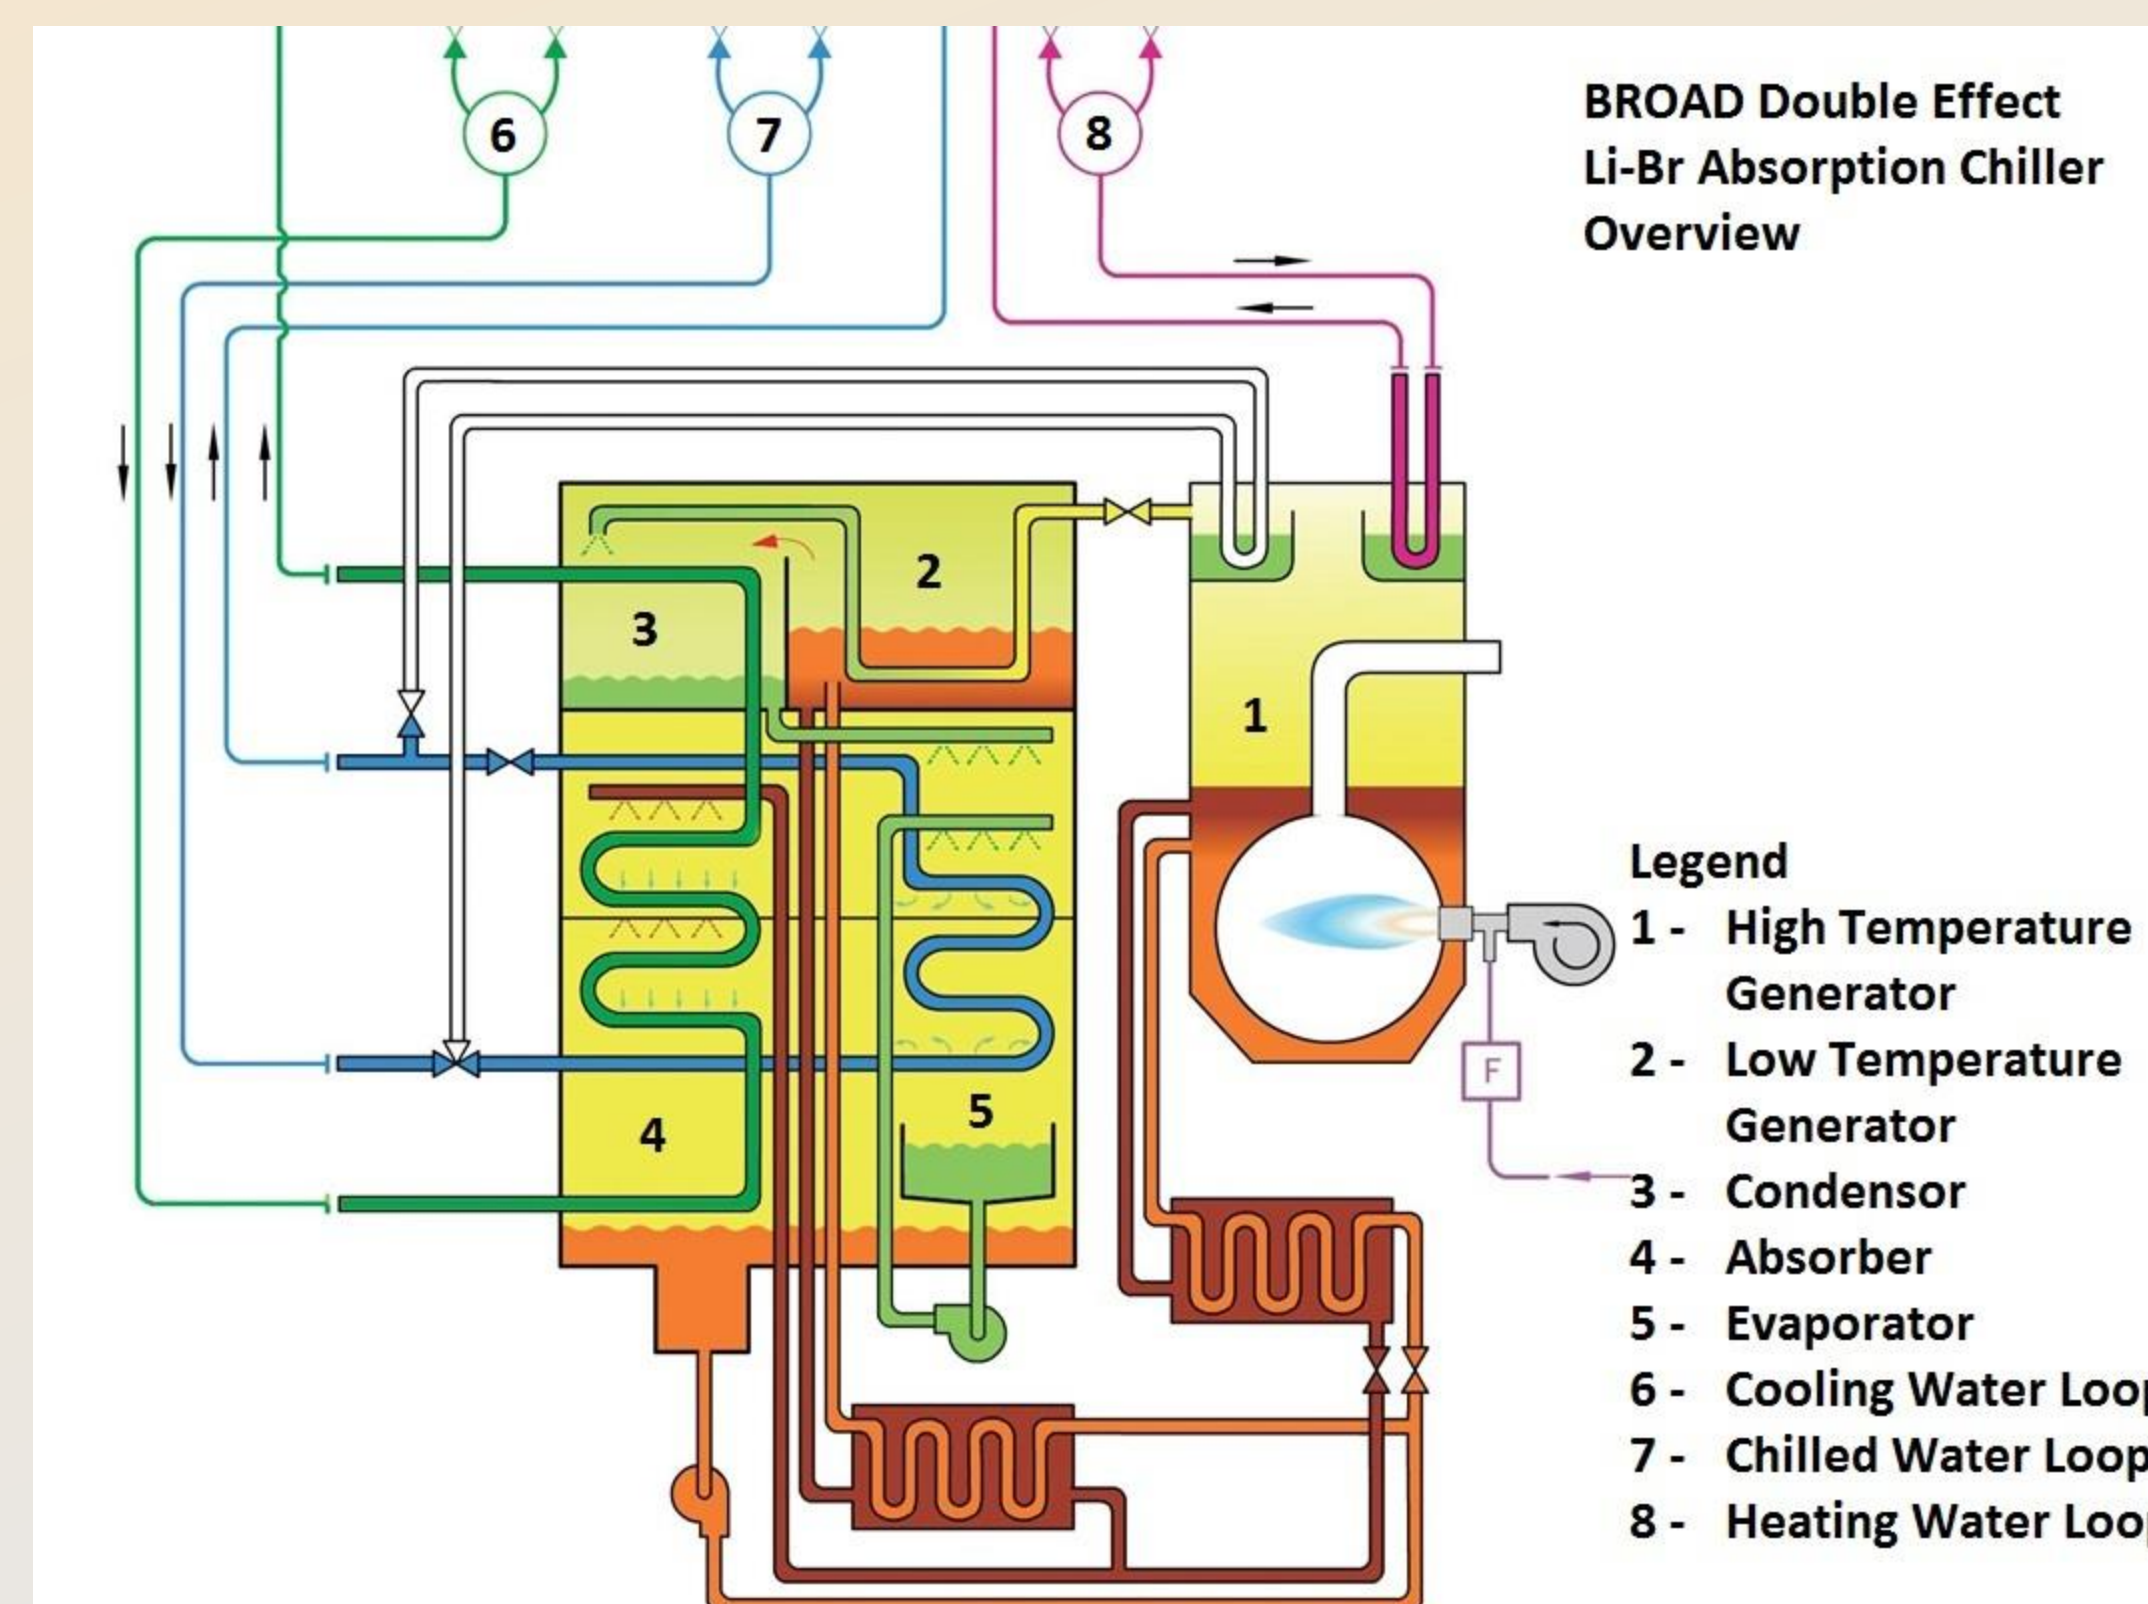 6
7
8
BROAD Double Effect
Li-Br Absorption Chiller
Overview
2
3
1
Legend
1 - High Temperature
Generator
2 - Low Temperature
Generator
3 - Condensor
4 - Absorber
5 - Evaporator
6 - Cooling Water Loop
7 - Chilled Water Loop
8 - Heating Water Loo
F
5
4